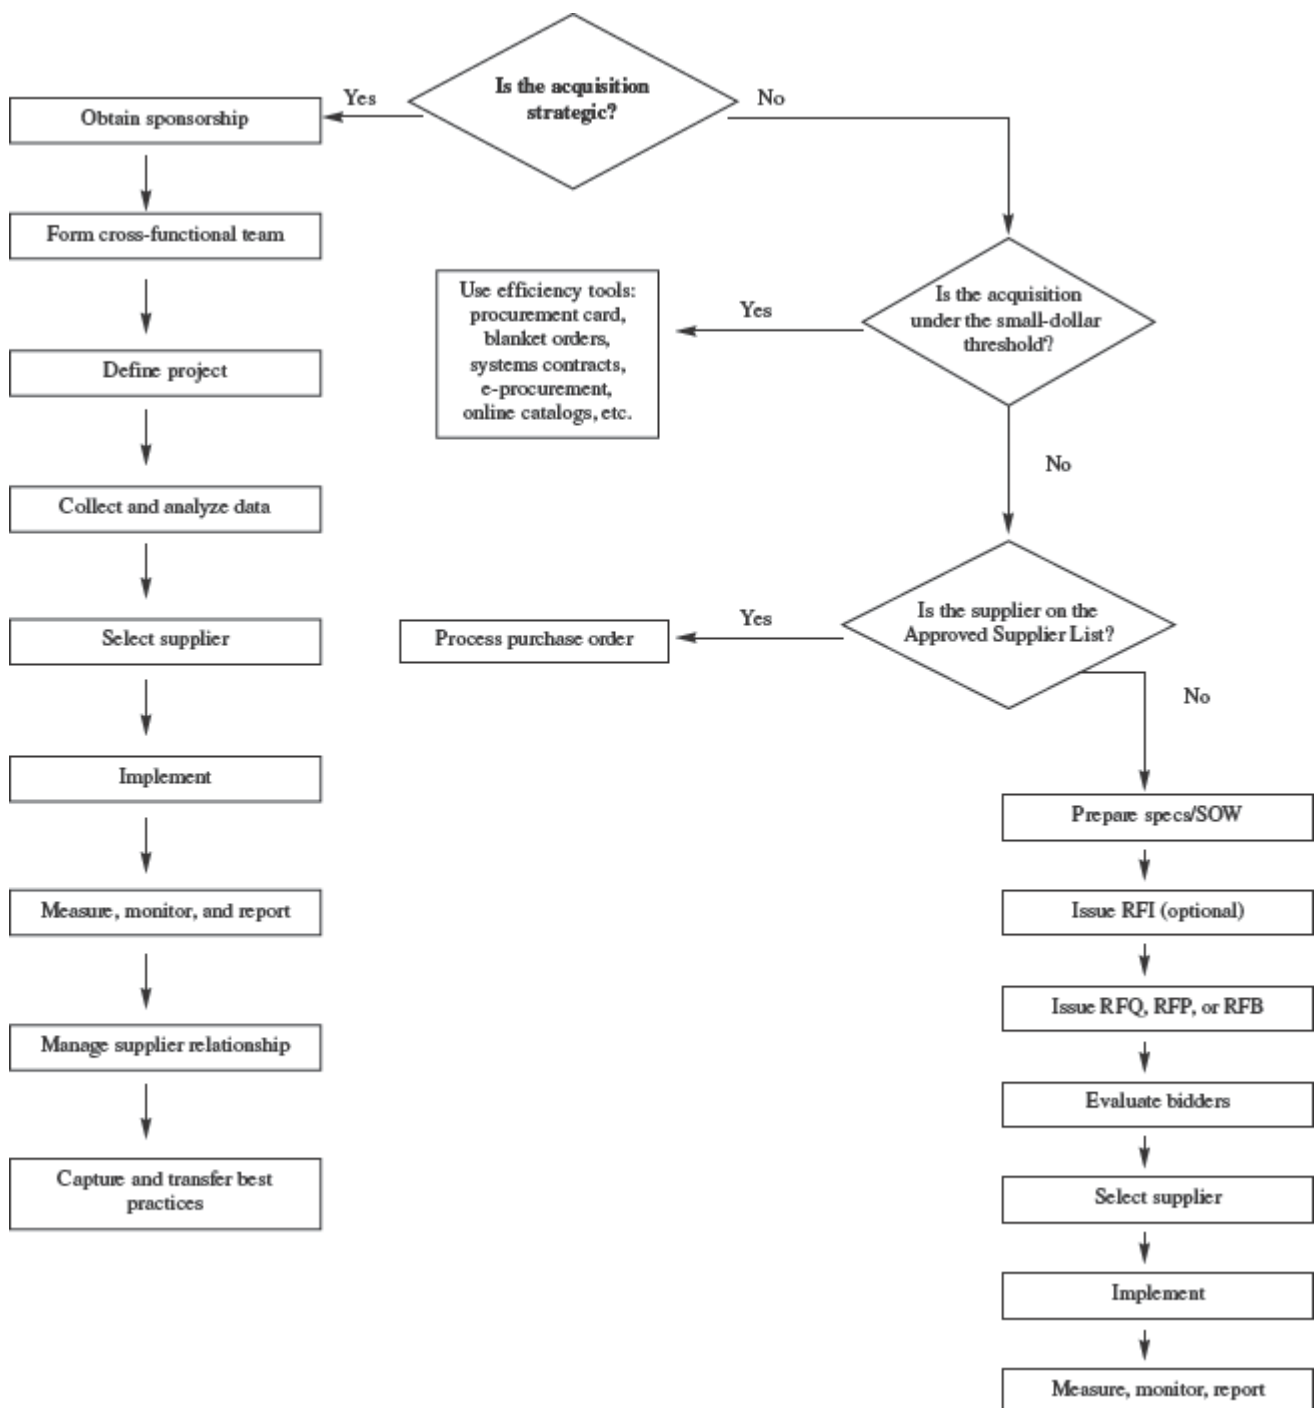 Is the acquisition
strategic?
Yes
No
Obtain sponsorship
Form cross-functional team
Define project
Collect and analyze data
Select supplier
Implement
Measure, monitor, and report
Manage supplier relationship
Capture and transfer best
practices
Is the acquisition
under the small-dollar
threshold?
Yes
Use efficiency tools:
procurement card,
blanket orders,
systems contracts,
e-procurement,
online catalogs, etc.
No
Is the supplier on the
Approved Supplier List?
Yes
Process purchase order
No
Prepare specs/SOW
Issue RFI (optional)
Issue RFQ, RFP, or RFB
Evaluate bidders
Select supplier
Implement
Measure, monitor, report